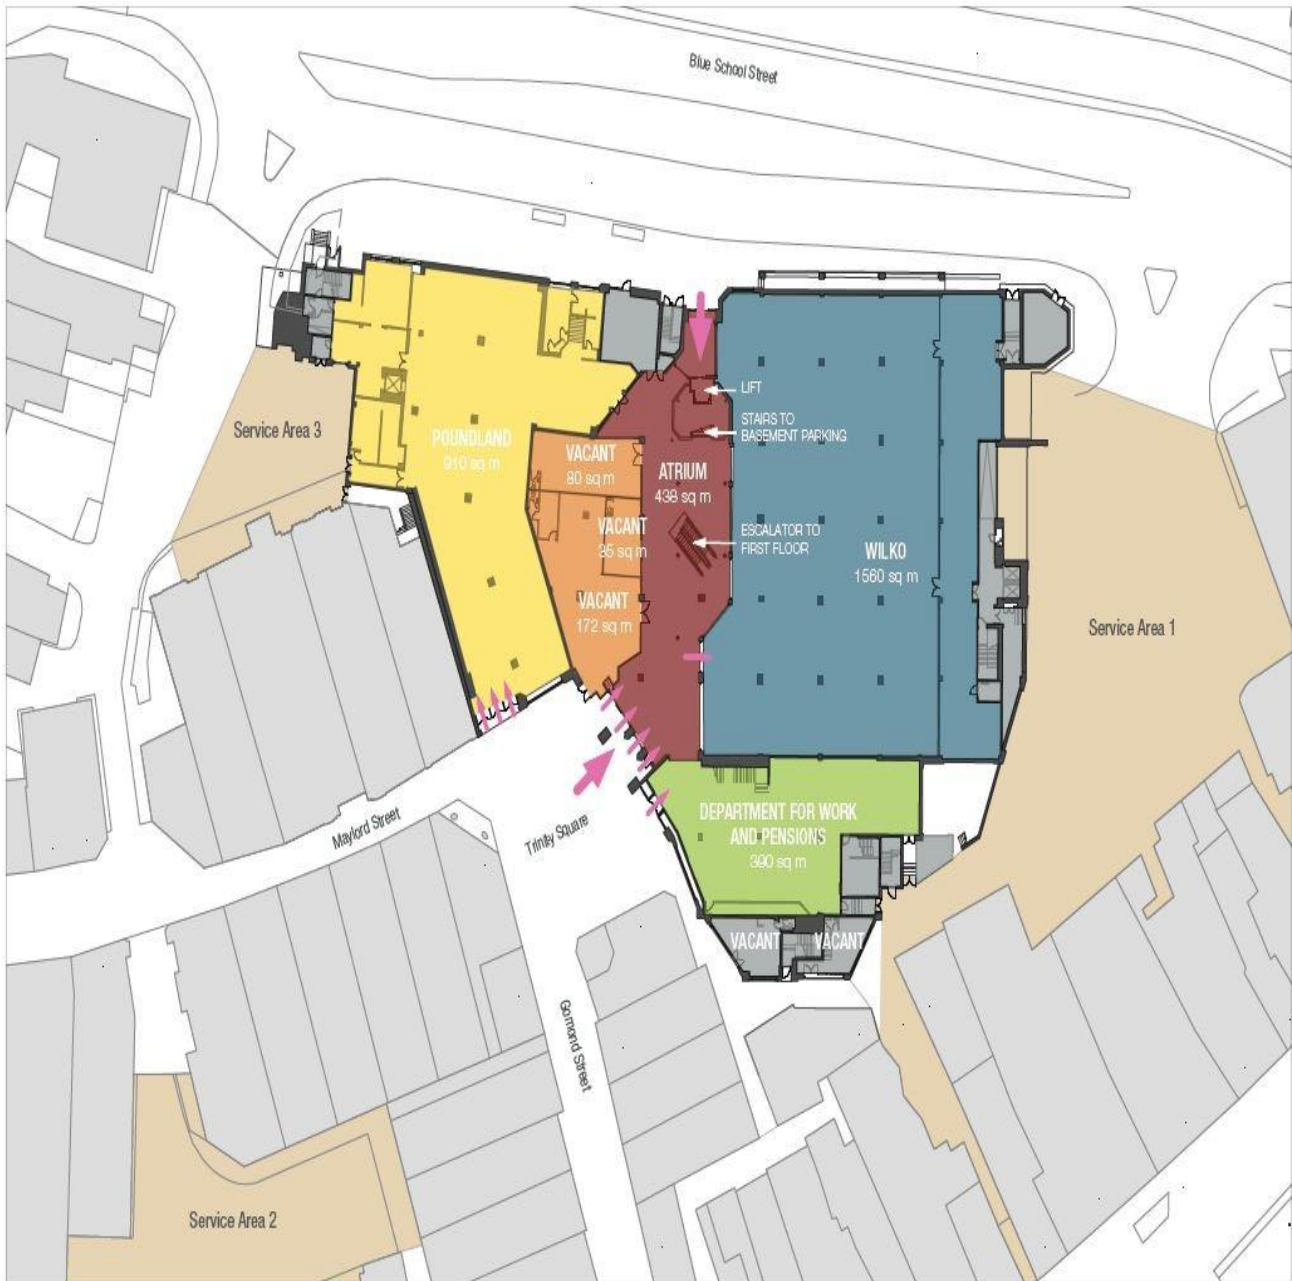 Blue School Street
LIFT
STAIRS TO
BASEMENT PARKING
Service Area 3
POUNDLAND
910 sq m
VACANT
80 sq m
ATRIUM
438 sq m
VACANT
35 sq m
ESCALATOR TO
FIRST FLOOR
WILKO
1560 sq m
VACANT
172 sq m
Service Area 1
Maylord Street
Trinity Square
DEPARTMENT FOR WORK
AND PENSIONS
390 sq m
VACANT
VACANT
Gomond Street
Service Area 2